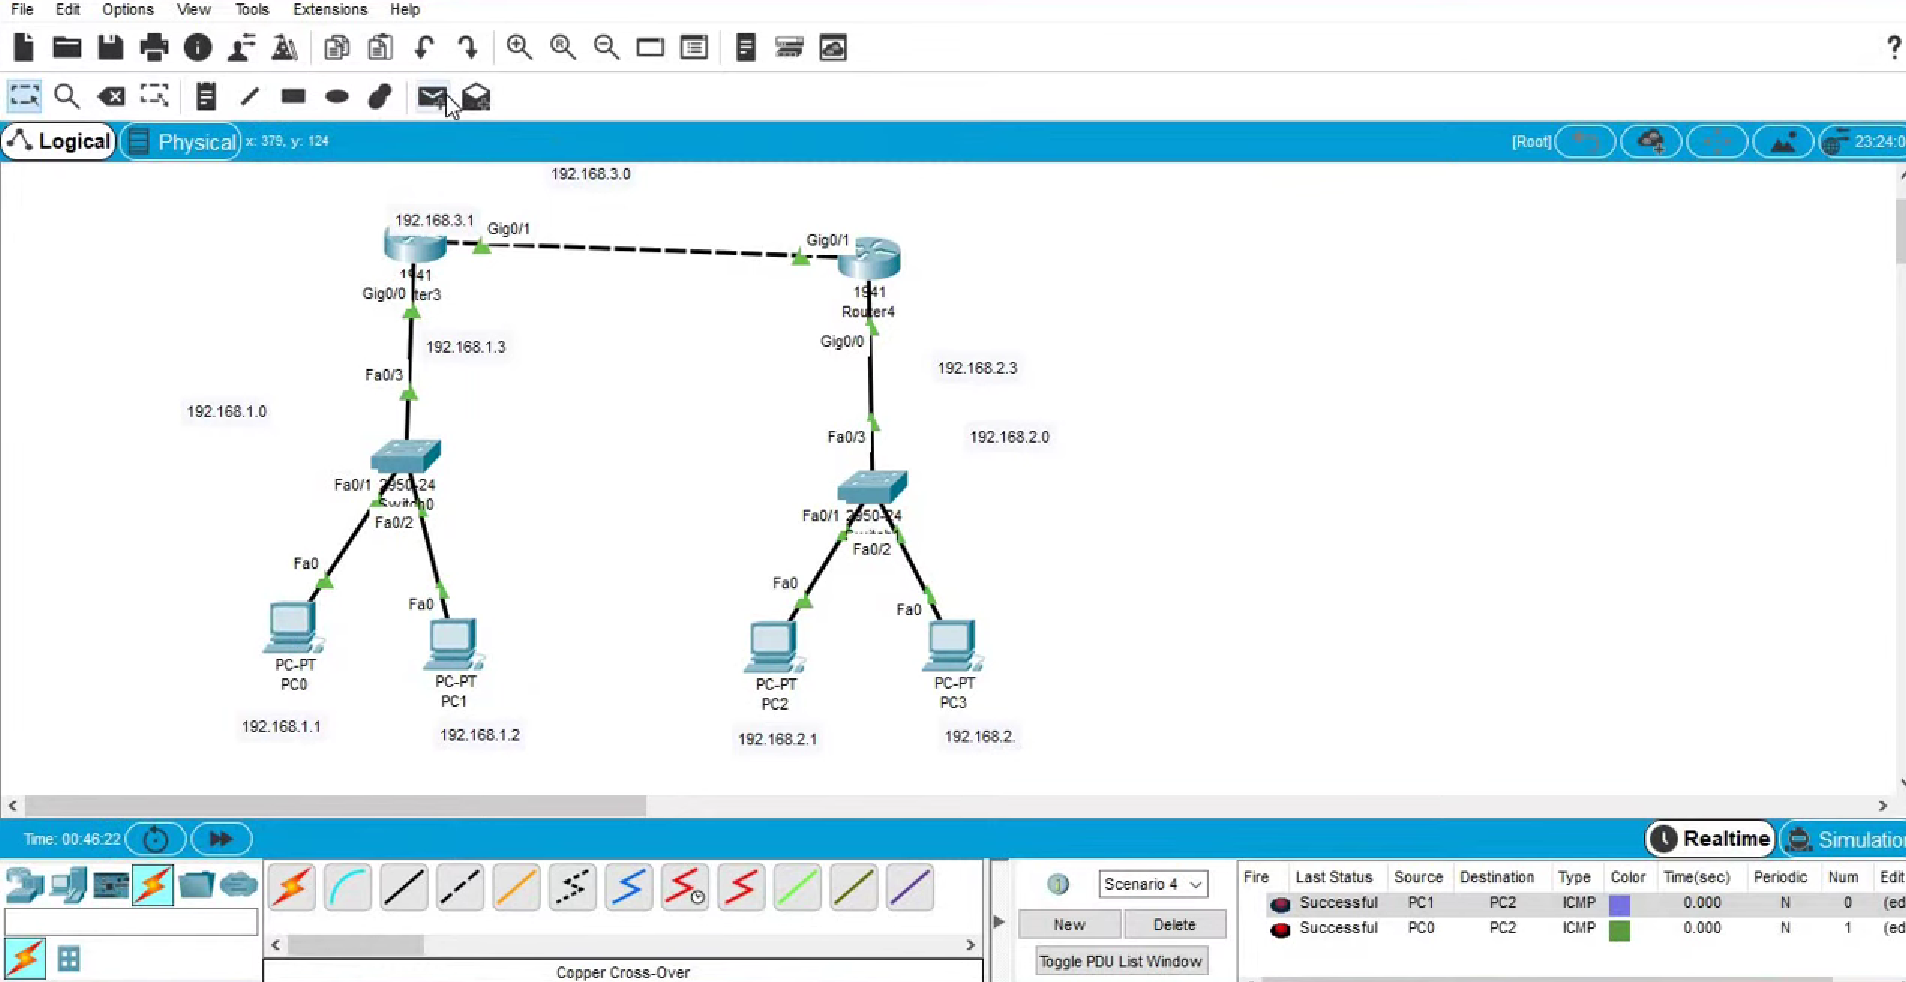 File Edit Options View Tools Extensions Help
?
Logical Physical x: 379, y: 124 [Root] 23:24:0
192.168.3.0
192.168.3.1 Gig0/1 Gig0/1
1941
Gig0/0 ter3
1941
Router4
192.168.1.3 Gig0/0
Fa0/3 192.168.2.3
192.168.1.0
Fa0/3 192.168.2.0
Fa0/1 2950-24
Switch0
Fa0/2
Fa0/1 2950-24
Fa0/2
Fa0 Fa0
Fa0 Fa0
PC-PT
PC0
PC-PT
PC1
PC-PT
PC2
PC-PT
PC3
192.168.1.1 192.168.1.2 192.168.2.1 192.168.2.
Time: 00:46:22 Realtime Simulation
Scenario 4
New Delete
Toggle PDU List Window
Fire Last Status Source Destination Type Color Time(sec) Periodic Num Edit
Successful PC1 PC2 ICMP 0.000 N 0 (ed
Successful PC0 PC2 ICMP 0.000 N 1 (ed
Copper Cross-Over